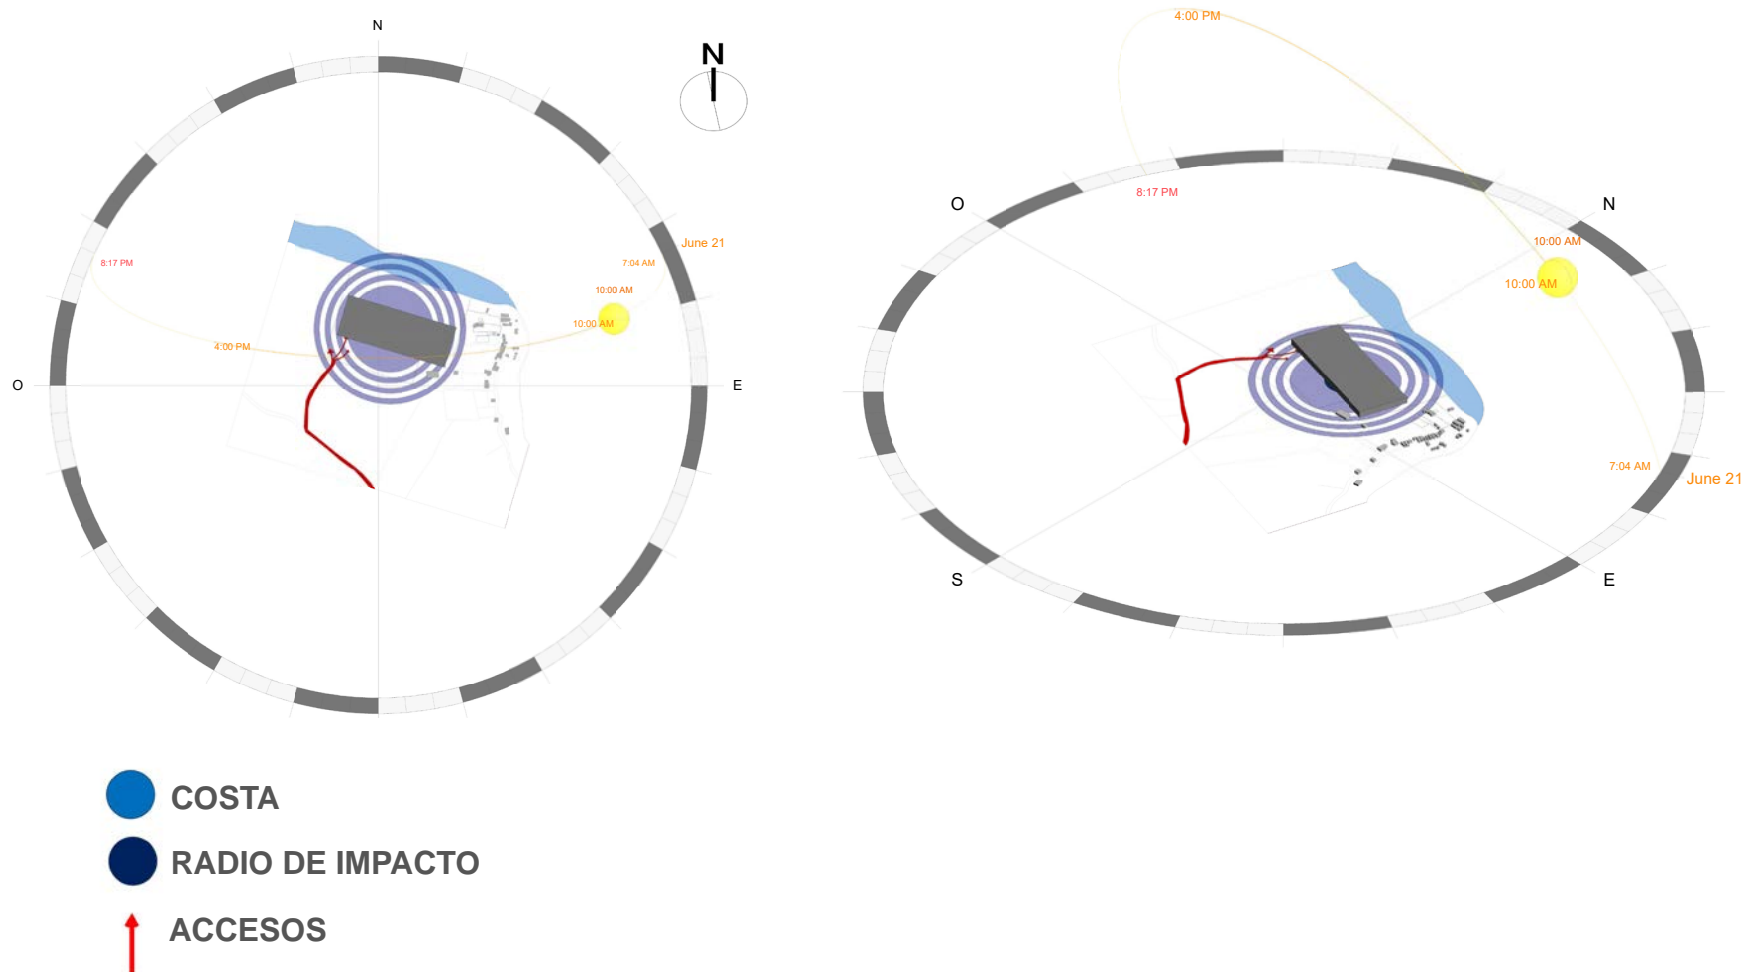 N
N
June 21
8:17 PM
7:04 AM
10:00 AM
10:00 AM
4:00 PM
O
E
4:00 PM
8:17 PM
O
N
10:00 AM
10:00 AM
7:04 AM
June 21
S
E
COSTA
RADIO DE IMPACTO
ACCESOS